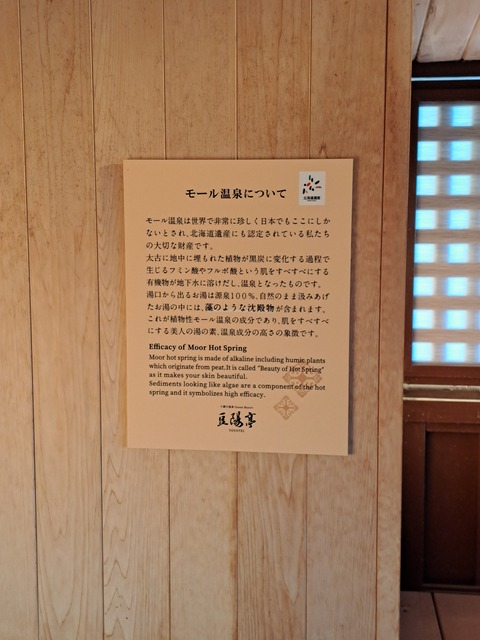 モール温泉について
北海道遺産
モール温泉は世界で非常に珍しく日本でもここにしか
ないとされ、北海道遺産にも認定されている私たち
の大切な財産です。
太古に地中に埋もれた植物が黒炭に変化する過程で
生じるフミン酸やフルボ酸という肌をすべすべにする
有機物が地下水に溶けだし、温泉となったものです。
湯口から出るお湯は源泉100%、自然のまま汲みあげ
たお湯の中には、藻のような沈殿物が含まれます。
これが植物性モール温泉の成分であり、肌をすべすべ
にする美人の湯の素、温泉成分の高さの象徴です。
Efficacy of Moor Hot Spring
Moor hot spring is made of alkaline including humic plants
which originate from peat.It is called "Beauty of Hot Spring"
as it makes your skin beautiful.
Sediments looking like algae are a component of the hot
spring and it symbolizes high efficacy.
豆陽亭